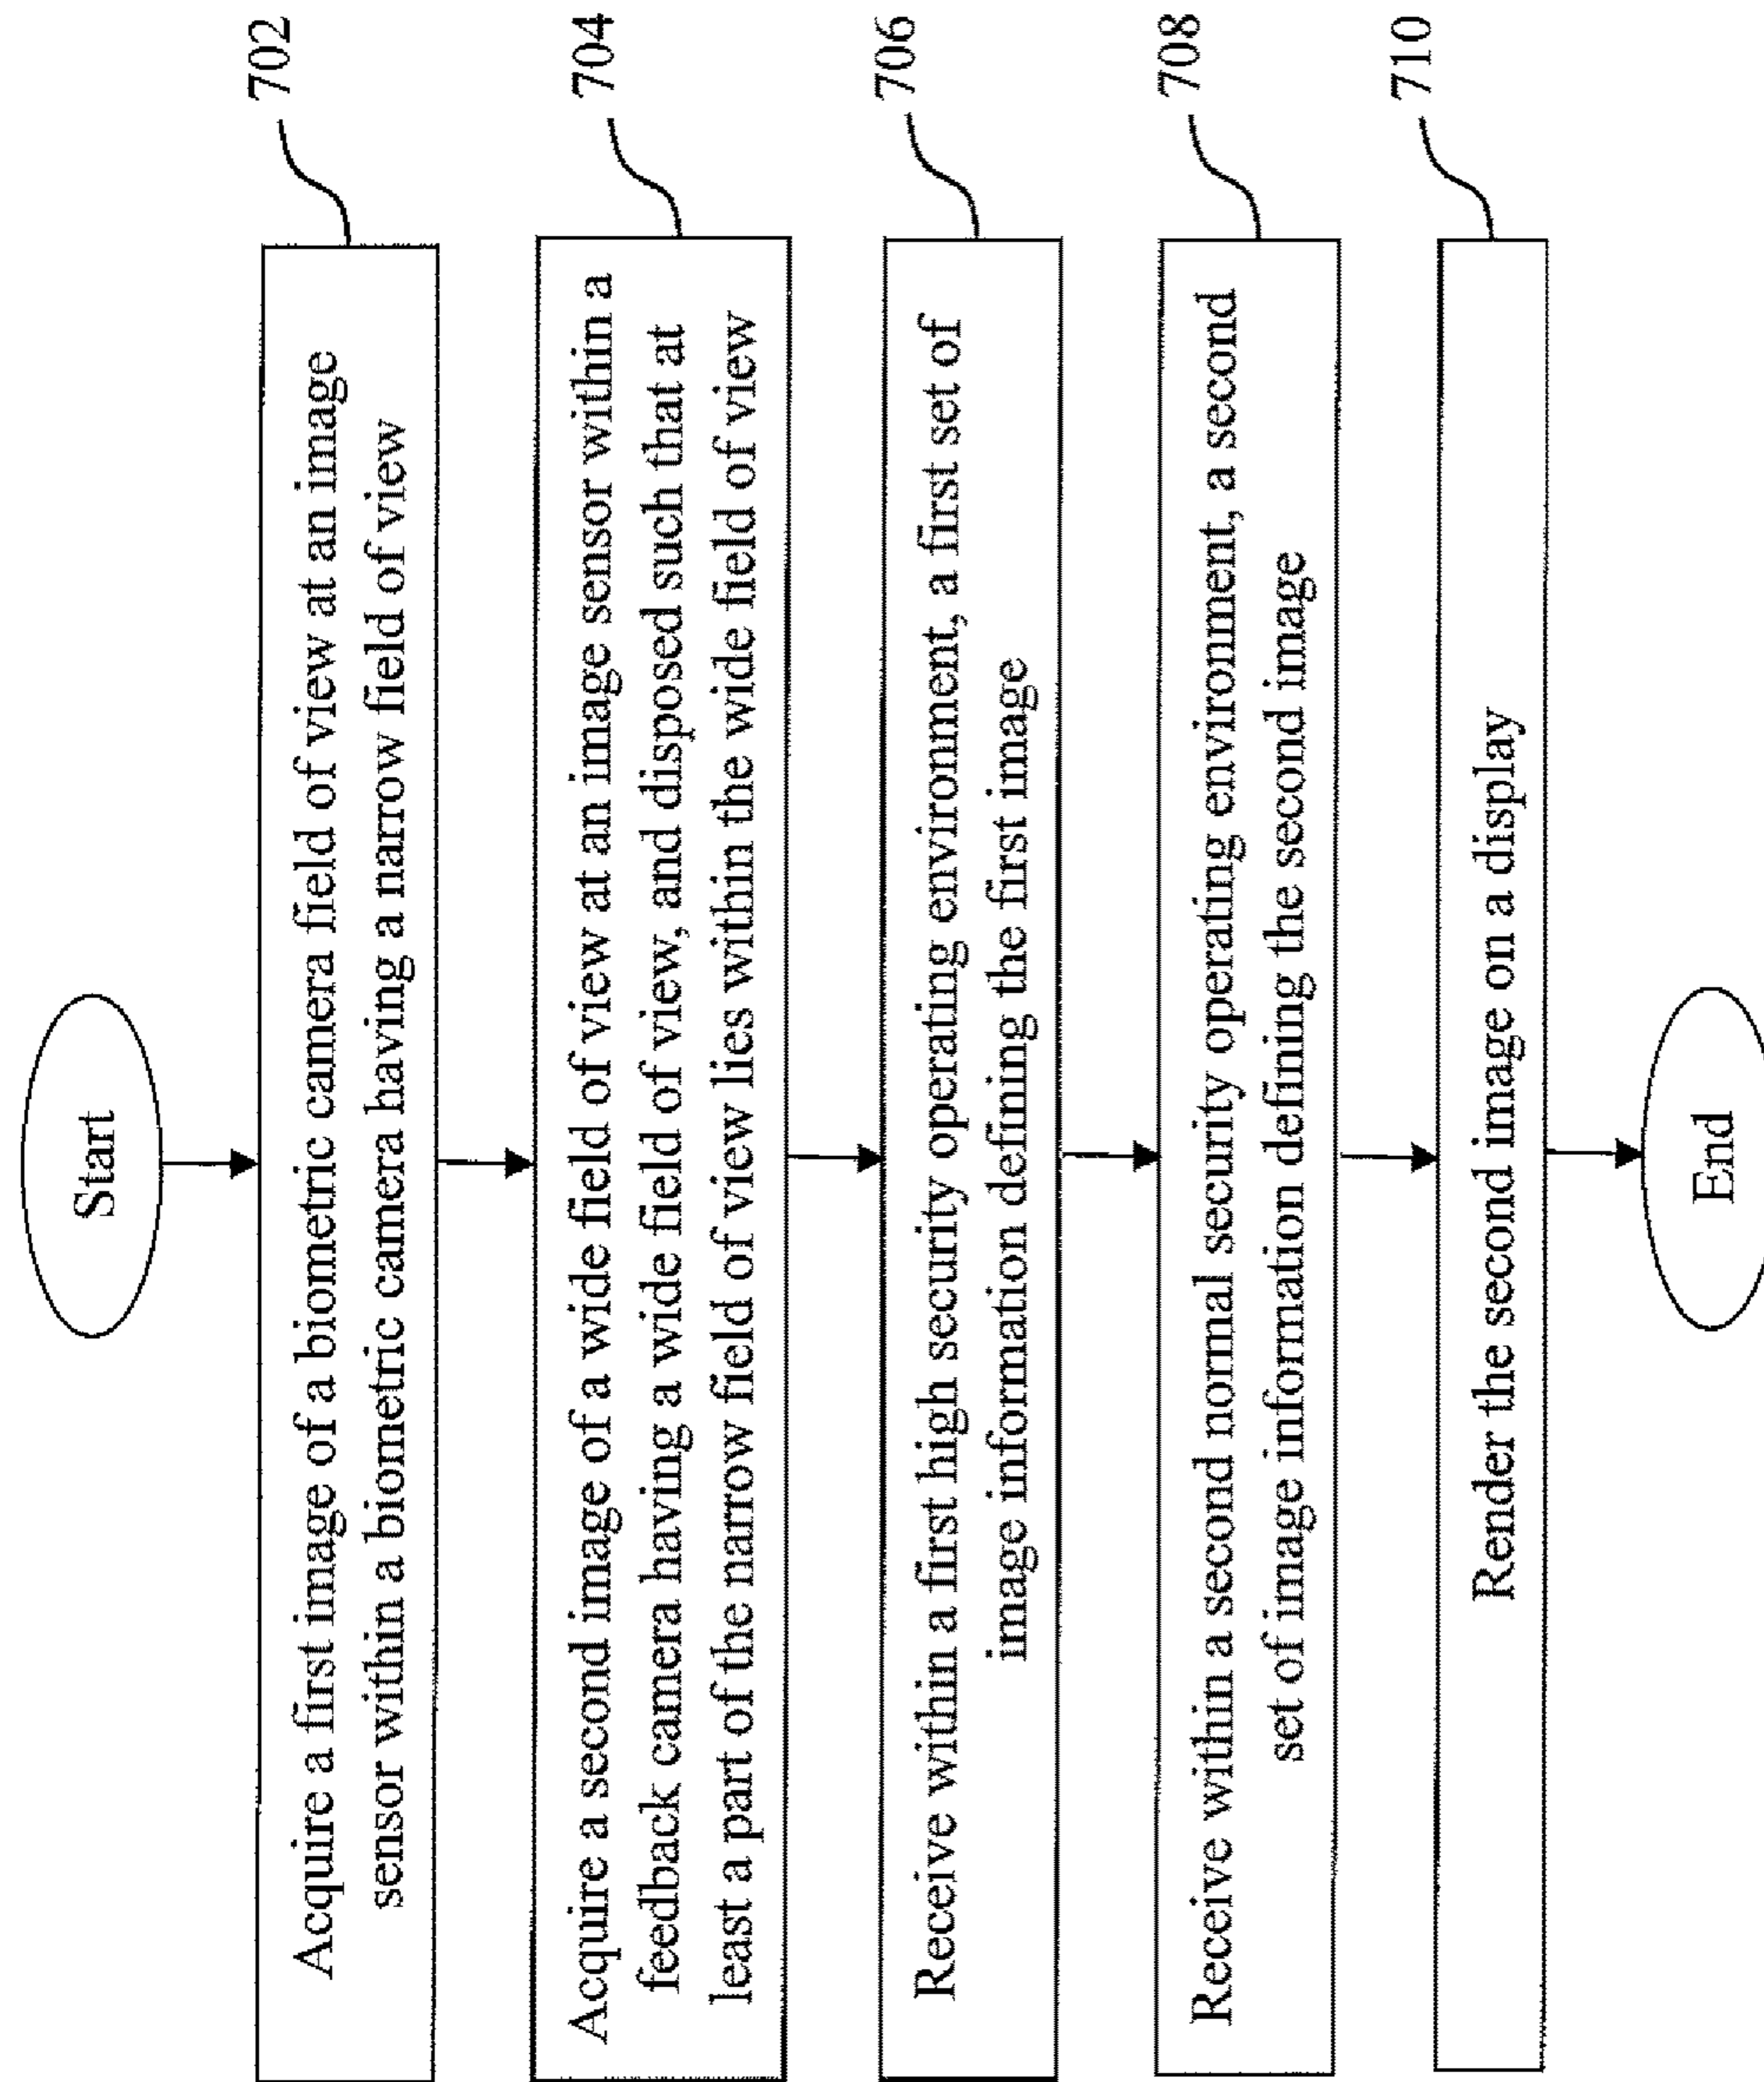 Start
Acquire a first image of a biometric camera field of view at an image
sensor within a biometric camera having a narrow field of view
702
Acquire a second image of a wide field of view at an image sensor within a
feedback camera having a wide field of view, and disposed such that at
least a part of the narrow field of view lies within the wide field of view
704
Receive within a first high security operating environment, a first set of
image information defining the first image
706
Receive within a second normal security operating environment, a second
set of image information defining the second image
708
Render the second image on a display
710
End